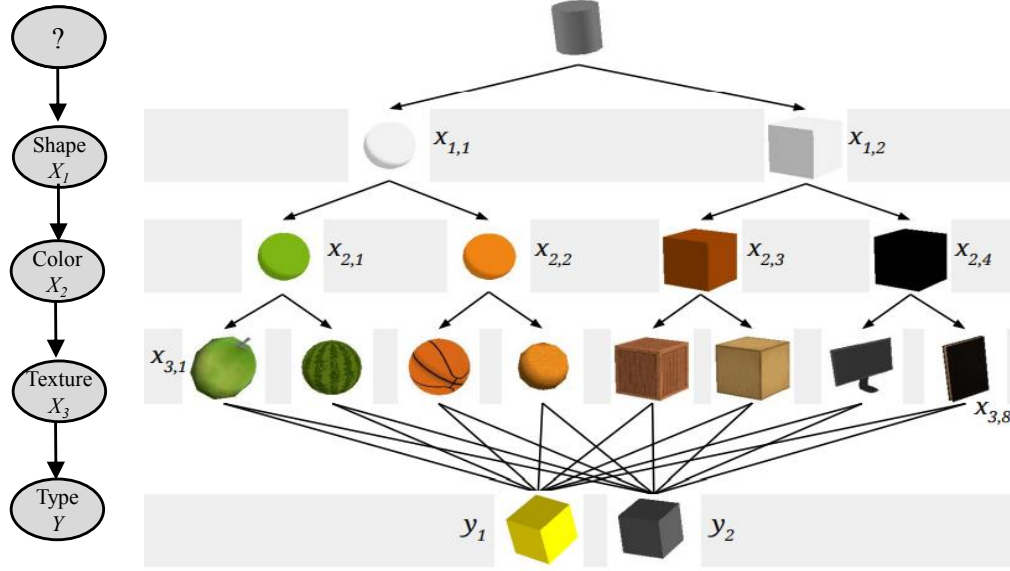 ?
Shape
X1
x1,1
x1,2
Color
X2
x2,1
x2,2
x2,3
x2,4
Texture
X3
x3,1
x3,8
Type
Y
y1
y2